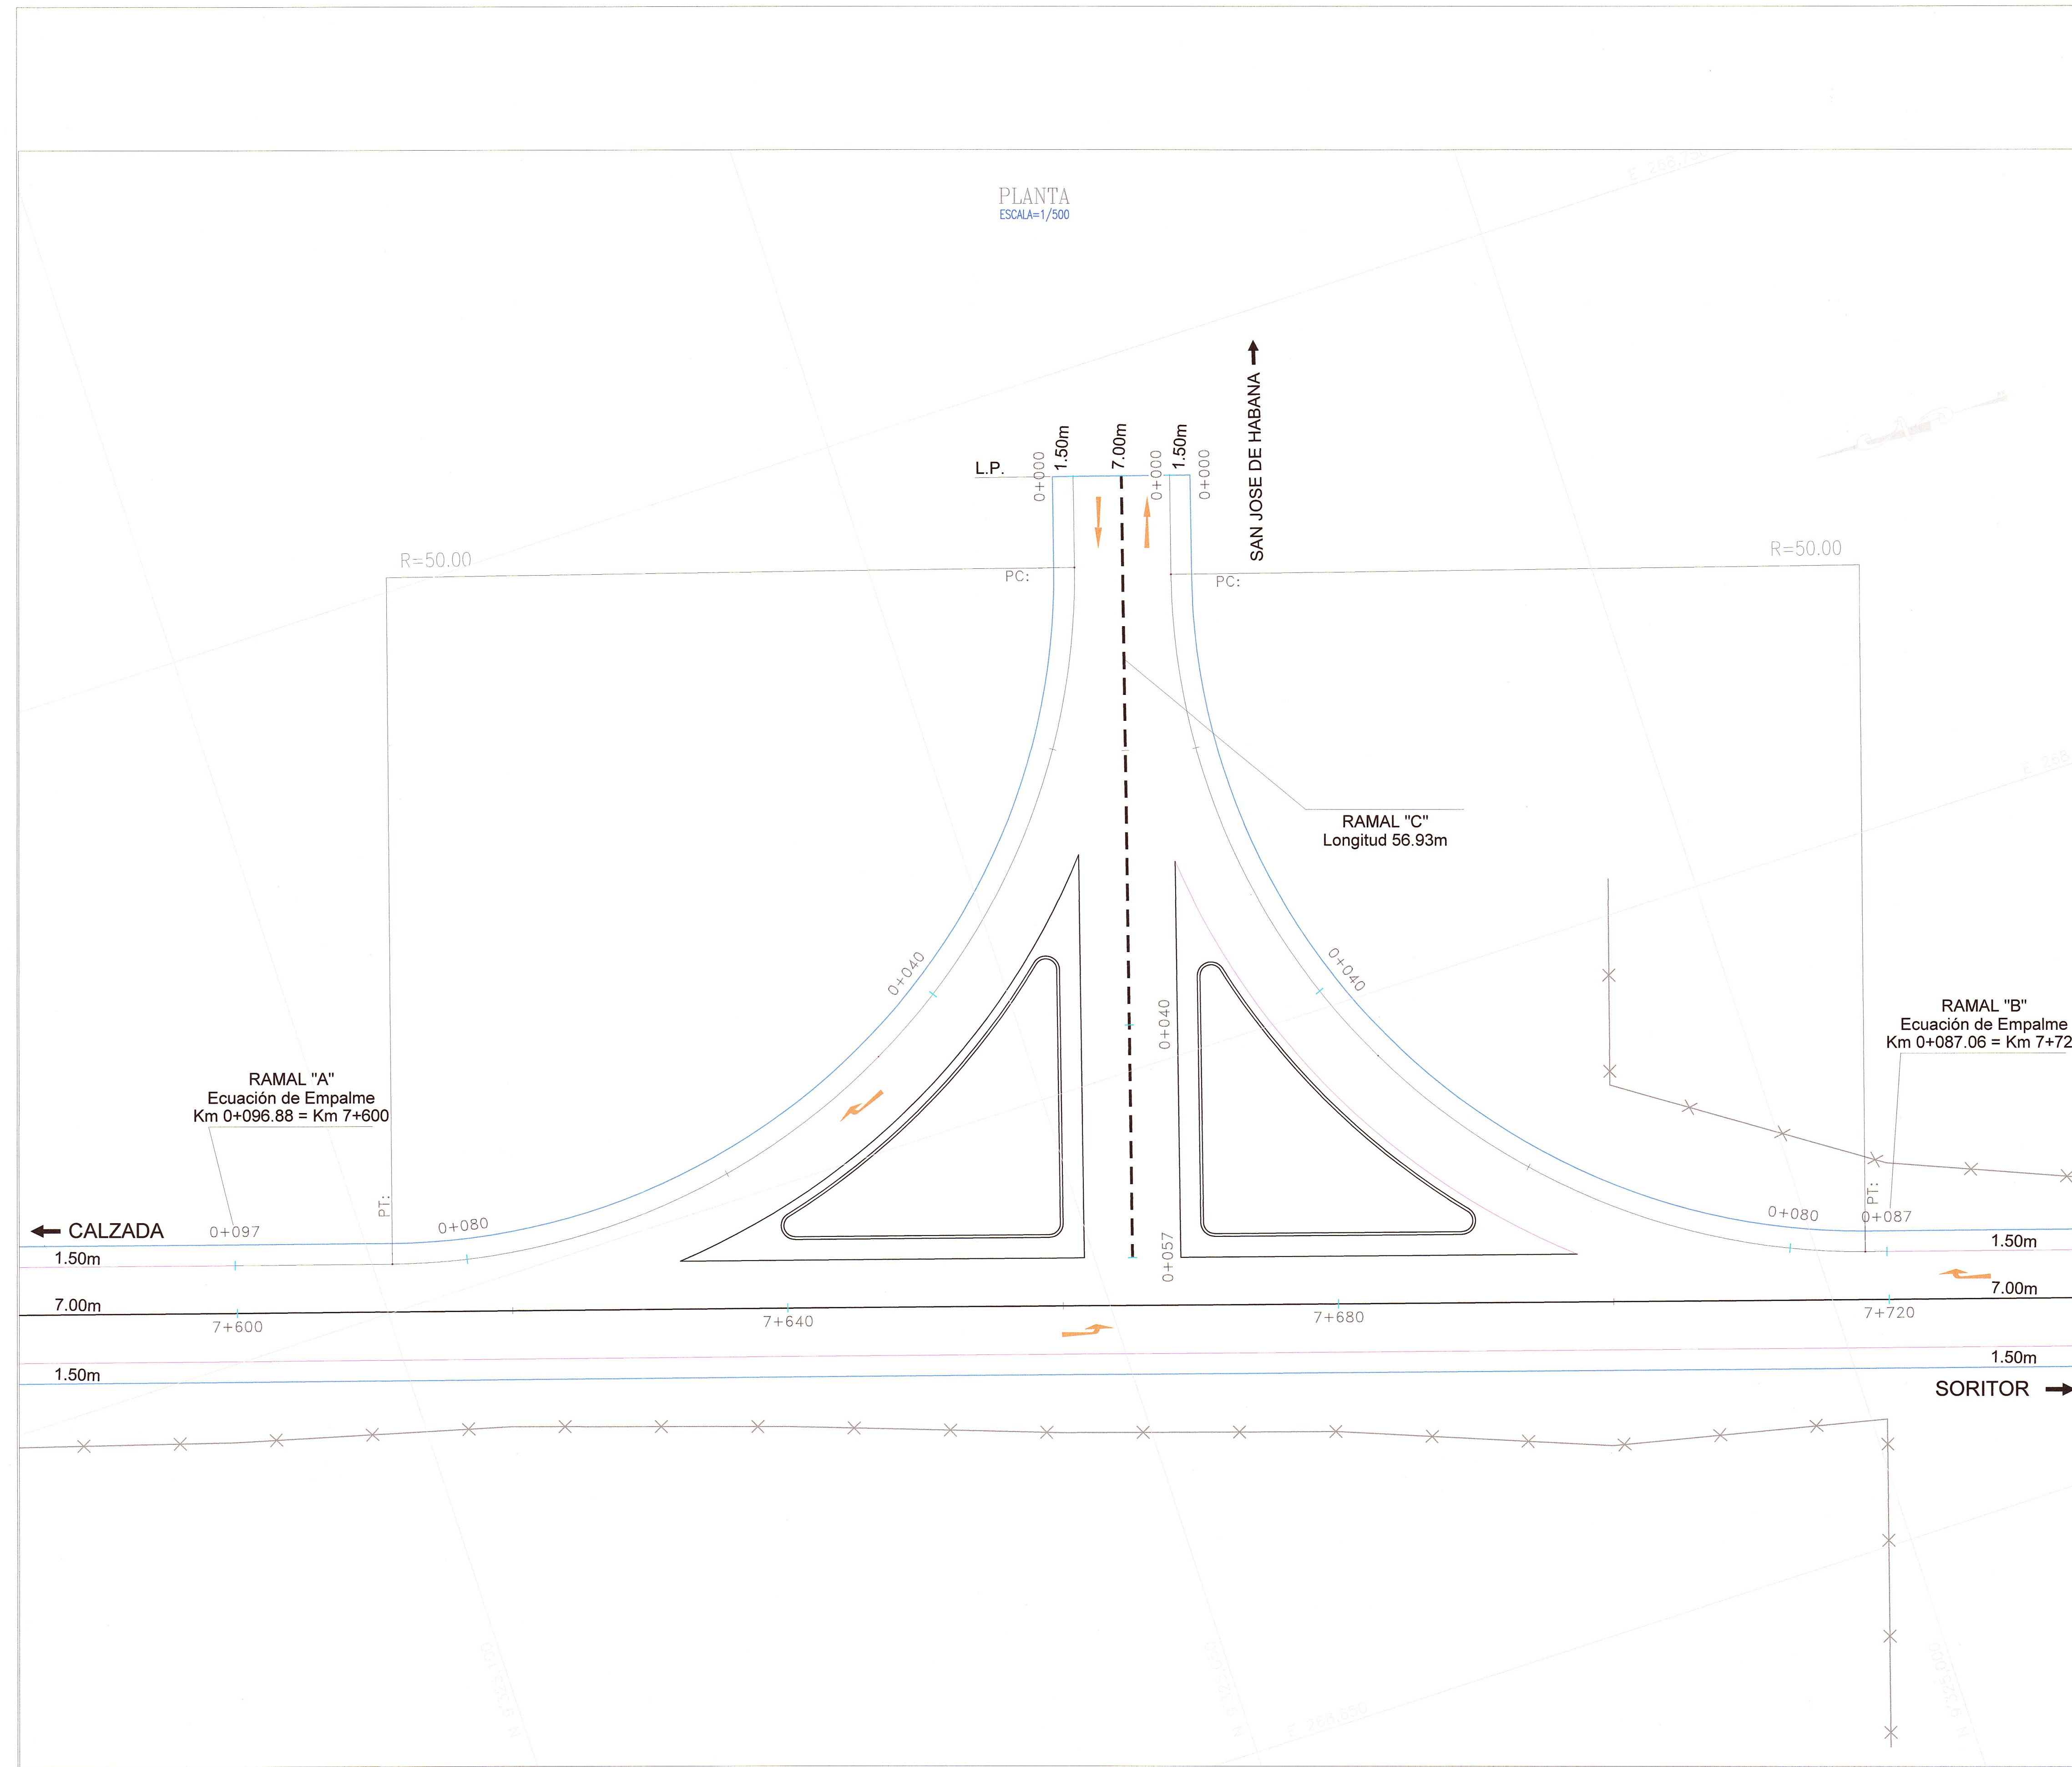 PLANTA
ESCALA=1/500
SAN JOSE DE HABANA
L.P.
0+000
1.50m
7.00m
0+000
1.50m
0+000
R=50.00
PC:
PC:
R=50.00
RAMAL "C"
Longitud 56.93m
0+040
0+040
0+040
RAMAL "A"
Ecuación de Empalme
Km 0+096.88 = Km 7+600
RAMAL "B"
Ecuación de Empalme
Km 0+087.06 = Km 7+72
PT:
PT:
CALZADA
0+097
0+080
0+057
0+080
0+087
1.50m
1.50m
7.00m
7.00m
7+600
7+640
7+680
7+720
1.50m
1.50m
SORITOR
E 268,650